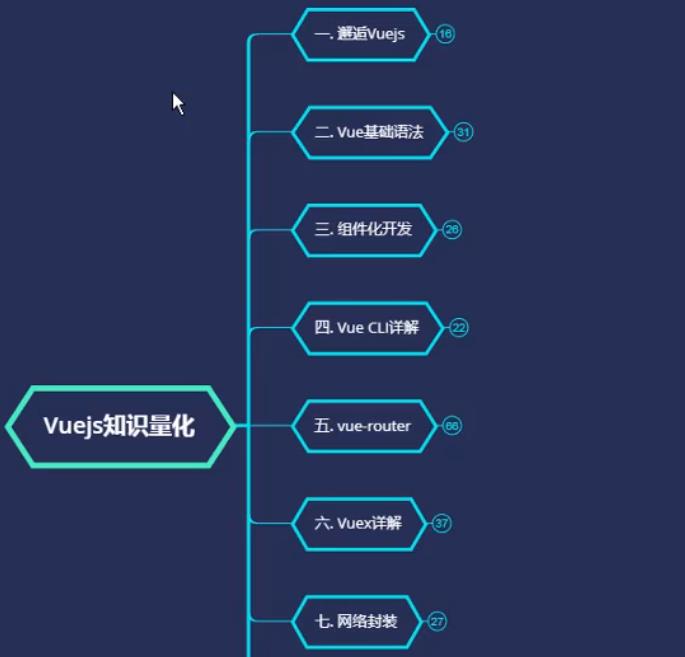 一. 邂逅Vuejs 16
二. Vue基础语法 31
三. 组件化开发 26
四. Vue CLI详解 22
Vuejs知识量化
五. vue-router 66
六. Vuex详解 37
七. 网络封装 27